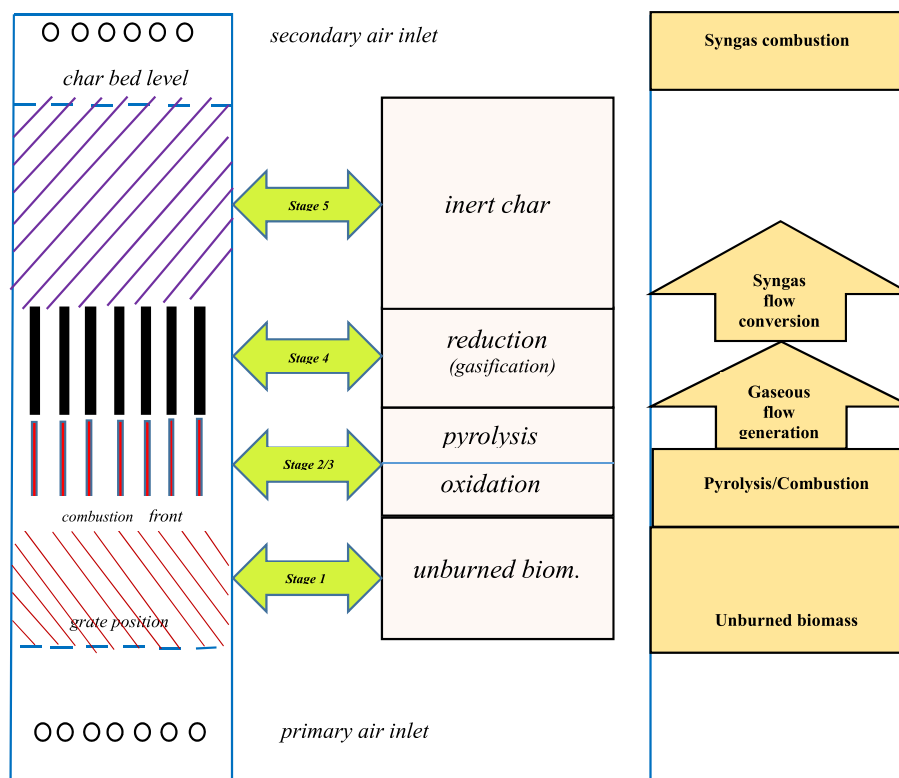 secondary air inlet
char bed level
Stage 5
Stage 4
Stage 2/3
combustion front
Stage 1
grate position
primary air inlet
inert char
reduction
(gasification)
pyrolysis
oxidation
unburned biom.
Syngas combustion
Syngas
flow
conversion
Gaseous
flow
generation
Pyrolysis/Combustion
Unburned biomass